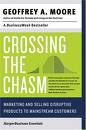 GEOFFREY A. MOORE
A BusinessWeek BESTSELLER
CROSSING
THE
CHASM
MARKETING AND SELLING DISRUPTIVE
PRODUCTS TO MAINSTREAM CUSTOMERS
HarperBusiness Essentials